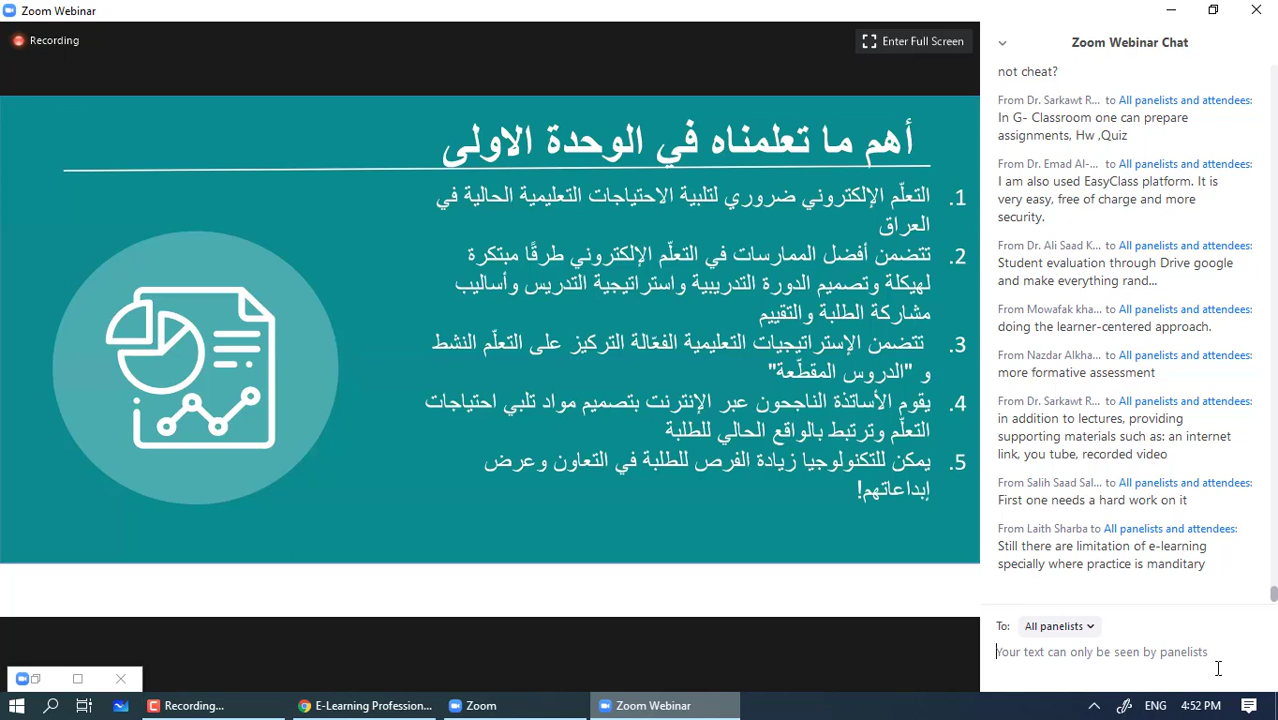 Zoom Webinar
Recording
Enter Full Screen
أهم ما تعلمناه في الوحدة الاولى
1. التعلّم الإلكتروني ضروري لتلبية الاحتياجات التعليمية الحالية في
العراق
2. تتضمن أفضل الممارسات في التعلّم الإلكتروني طرقًا مبتكرة
لهيكلة وتصميم الدورة التدريبية واستراتيجية التدريس وأساليب
مشاركة الطلبة والتقييم
3. تتضمن الإستراتيجيات التعليمية الفعّالة التركيز على التعلّم النشط
و "الدروس المقطّعة"
4. يقوم الأساتذة الناجحون عبر الإنترنت بتصميم مواد تلبي احتياجات
التعلّم وترتبط بالواقع الحالي للطلبة
5. يمكن للتكنولوجيا زيادة الفرص للطلبة في التعاون وعرض
إبداعاتهم!
Zoom Webinar Chat
not cheat?
From Dr. Sarkawt R... to All panelists and attendees:
In G- Classroom one can prepare
assignments, Hw ,Quiz
From Dr. Emad Al-... to All panelists and attendees:
I am also used EasyClass platform. It is
very easy, free of charge and more
security.
From Dr. Ali Saad K... to All panelists and attendees:
Student evaluation through Drive google
and make everything rand...
From Mowafak kha... to All panelists and attendees:
doing the learner-centered approach.
From Nazdar Alkha... to All panelists and attendees:
more formative assessment
From Dr. Sarkawt R... to All panelists and attendees:
in addition to lectures, providing
supporting materials such as: an internet
link, you tube, recorded video
From Salih Saad Sal... to All panelists and attendees:
First one needs a hard work on it
From Laith Sharba to All panelists and attendees:
Still there are limitation of e-learning
specially where practice is manditary
To: All panelists
Your text can only be seen by panelists
Recording...
E-Learning Profession...
Zoom
Zoom Webinar
ENG
4:52 PM